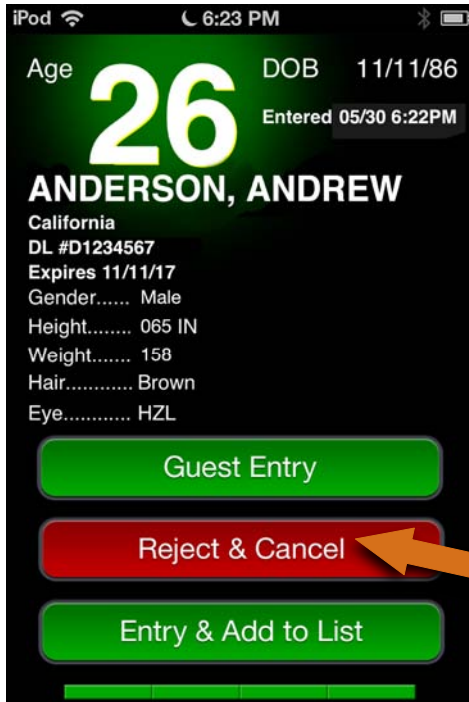 iPod 6:23 PM
Age 26 DOB 11/11/86
Entered 05/30 6:22PM
ANDERSON, ANDREW
California
DL #D1234567
Expires 11/11/17
Gender...... Male
Height........ 065 IN
Weight....... 158
Hair............ Brown
Eye............ HZL
Guest Entry
Reject & Cancel
Entry & Add to List